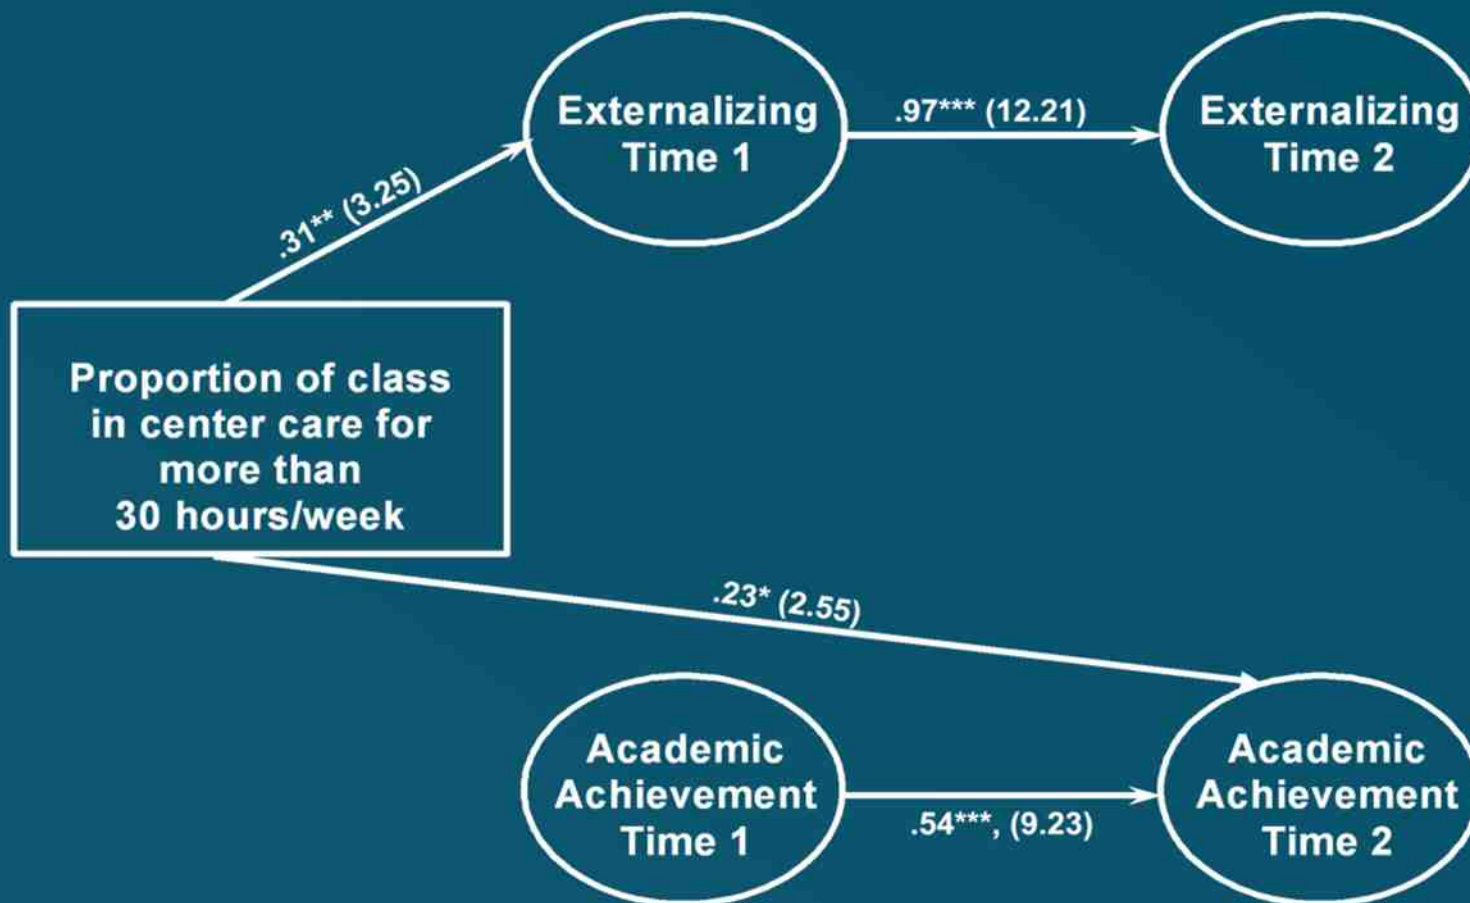 Externalizing
Time 1
.97*** (12.21)
Externalizing
Time 2
.31** (3.25)
Proportion of class
in center care for
more than
30 hours/week
.23* (2.55)
Academic
Achievement
Time 1
.54***, (9.23)
Academic
Achievement
Time 2